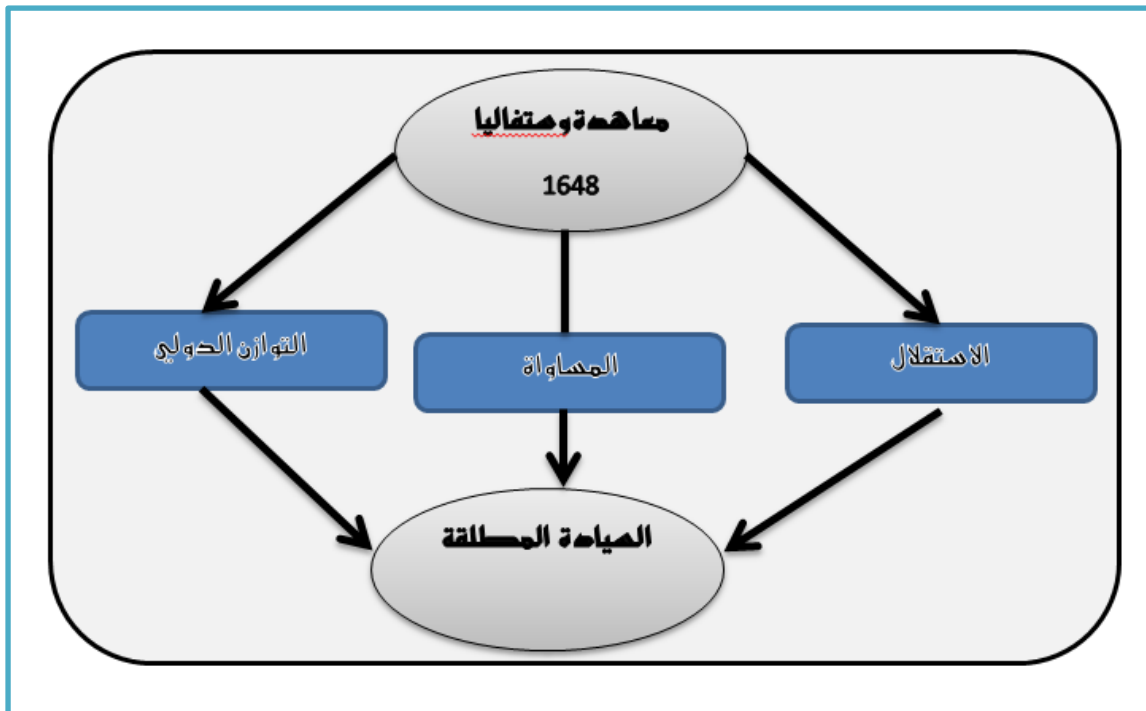 معاهدة وستفاليا
1648
الاستقلال
المساواة
التوازن الدولي
السيادة المطلقة